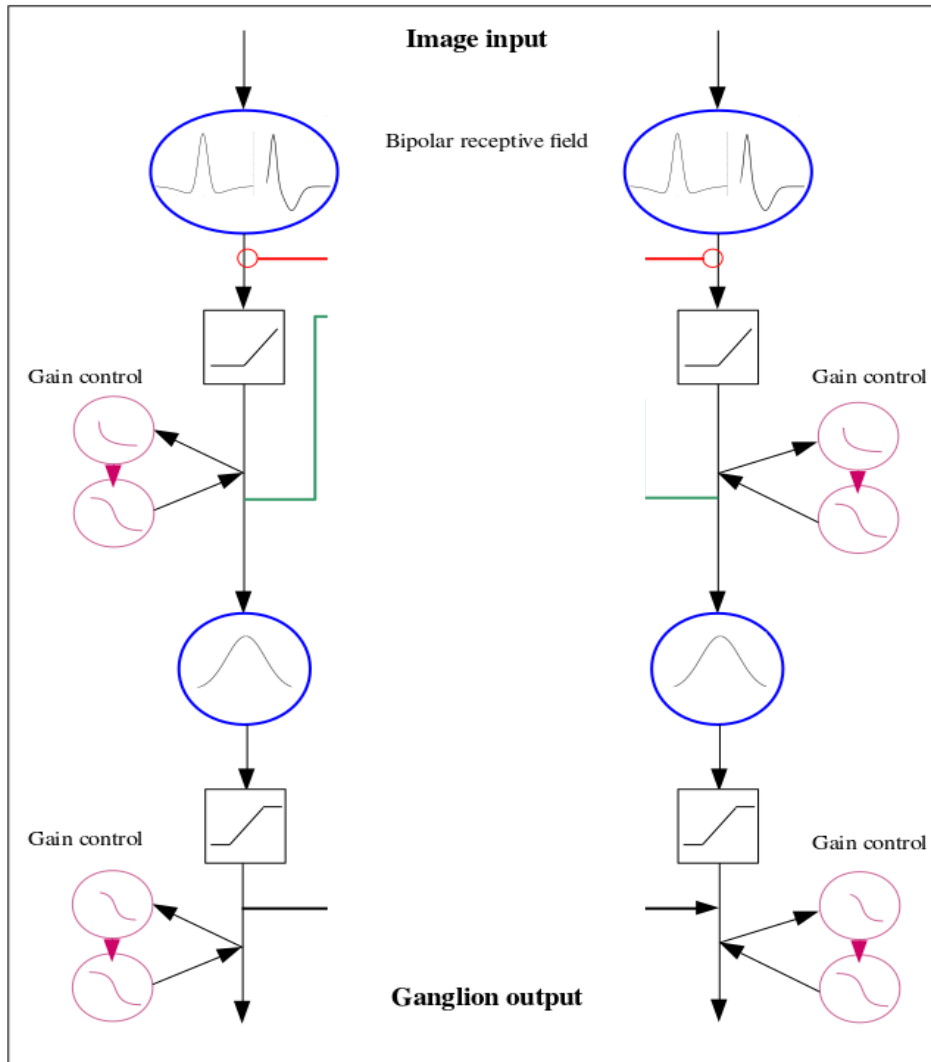 Image input
Bipolar receptive field
Gain control
Gain control
Gain control
Gain control
Ganglion output